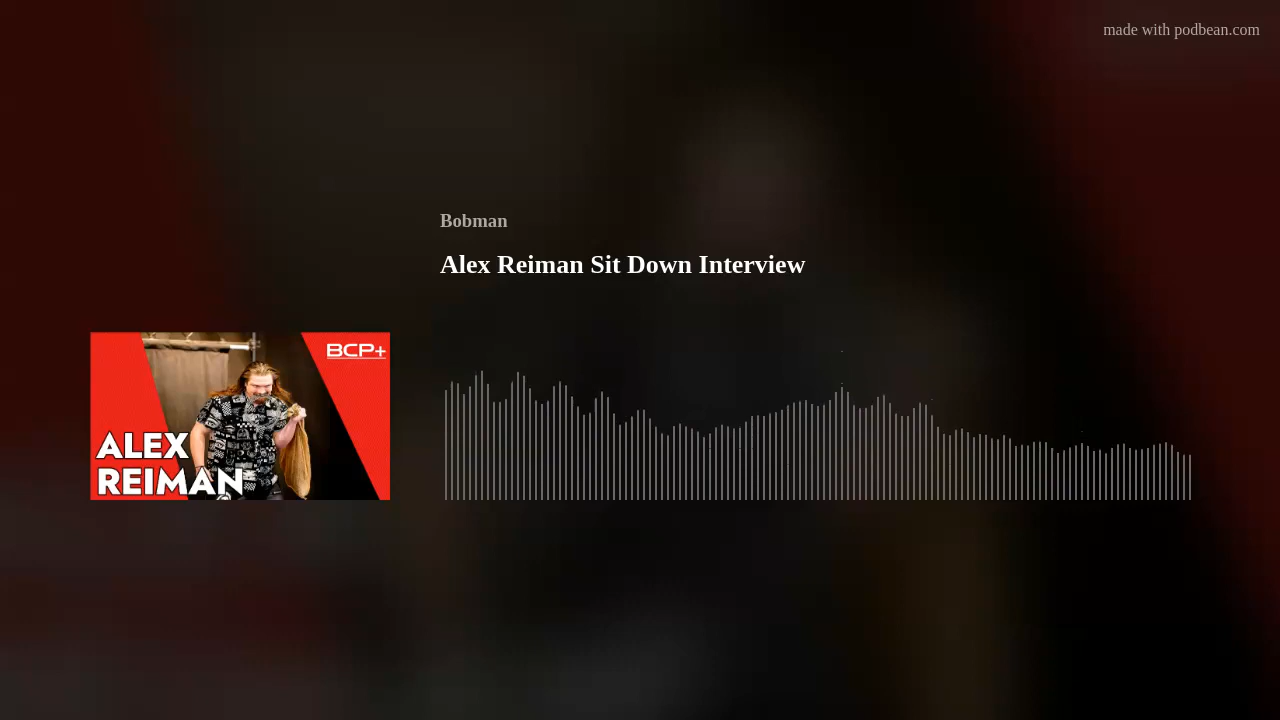 made with podbean.com
Bobman
Alex Reiman Sit Down Interview
BCP+
ALEX
REIMAN